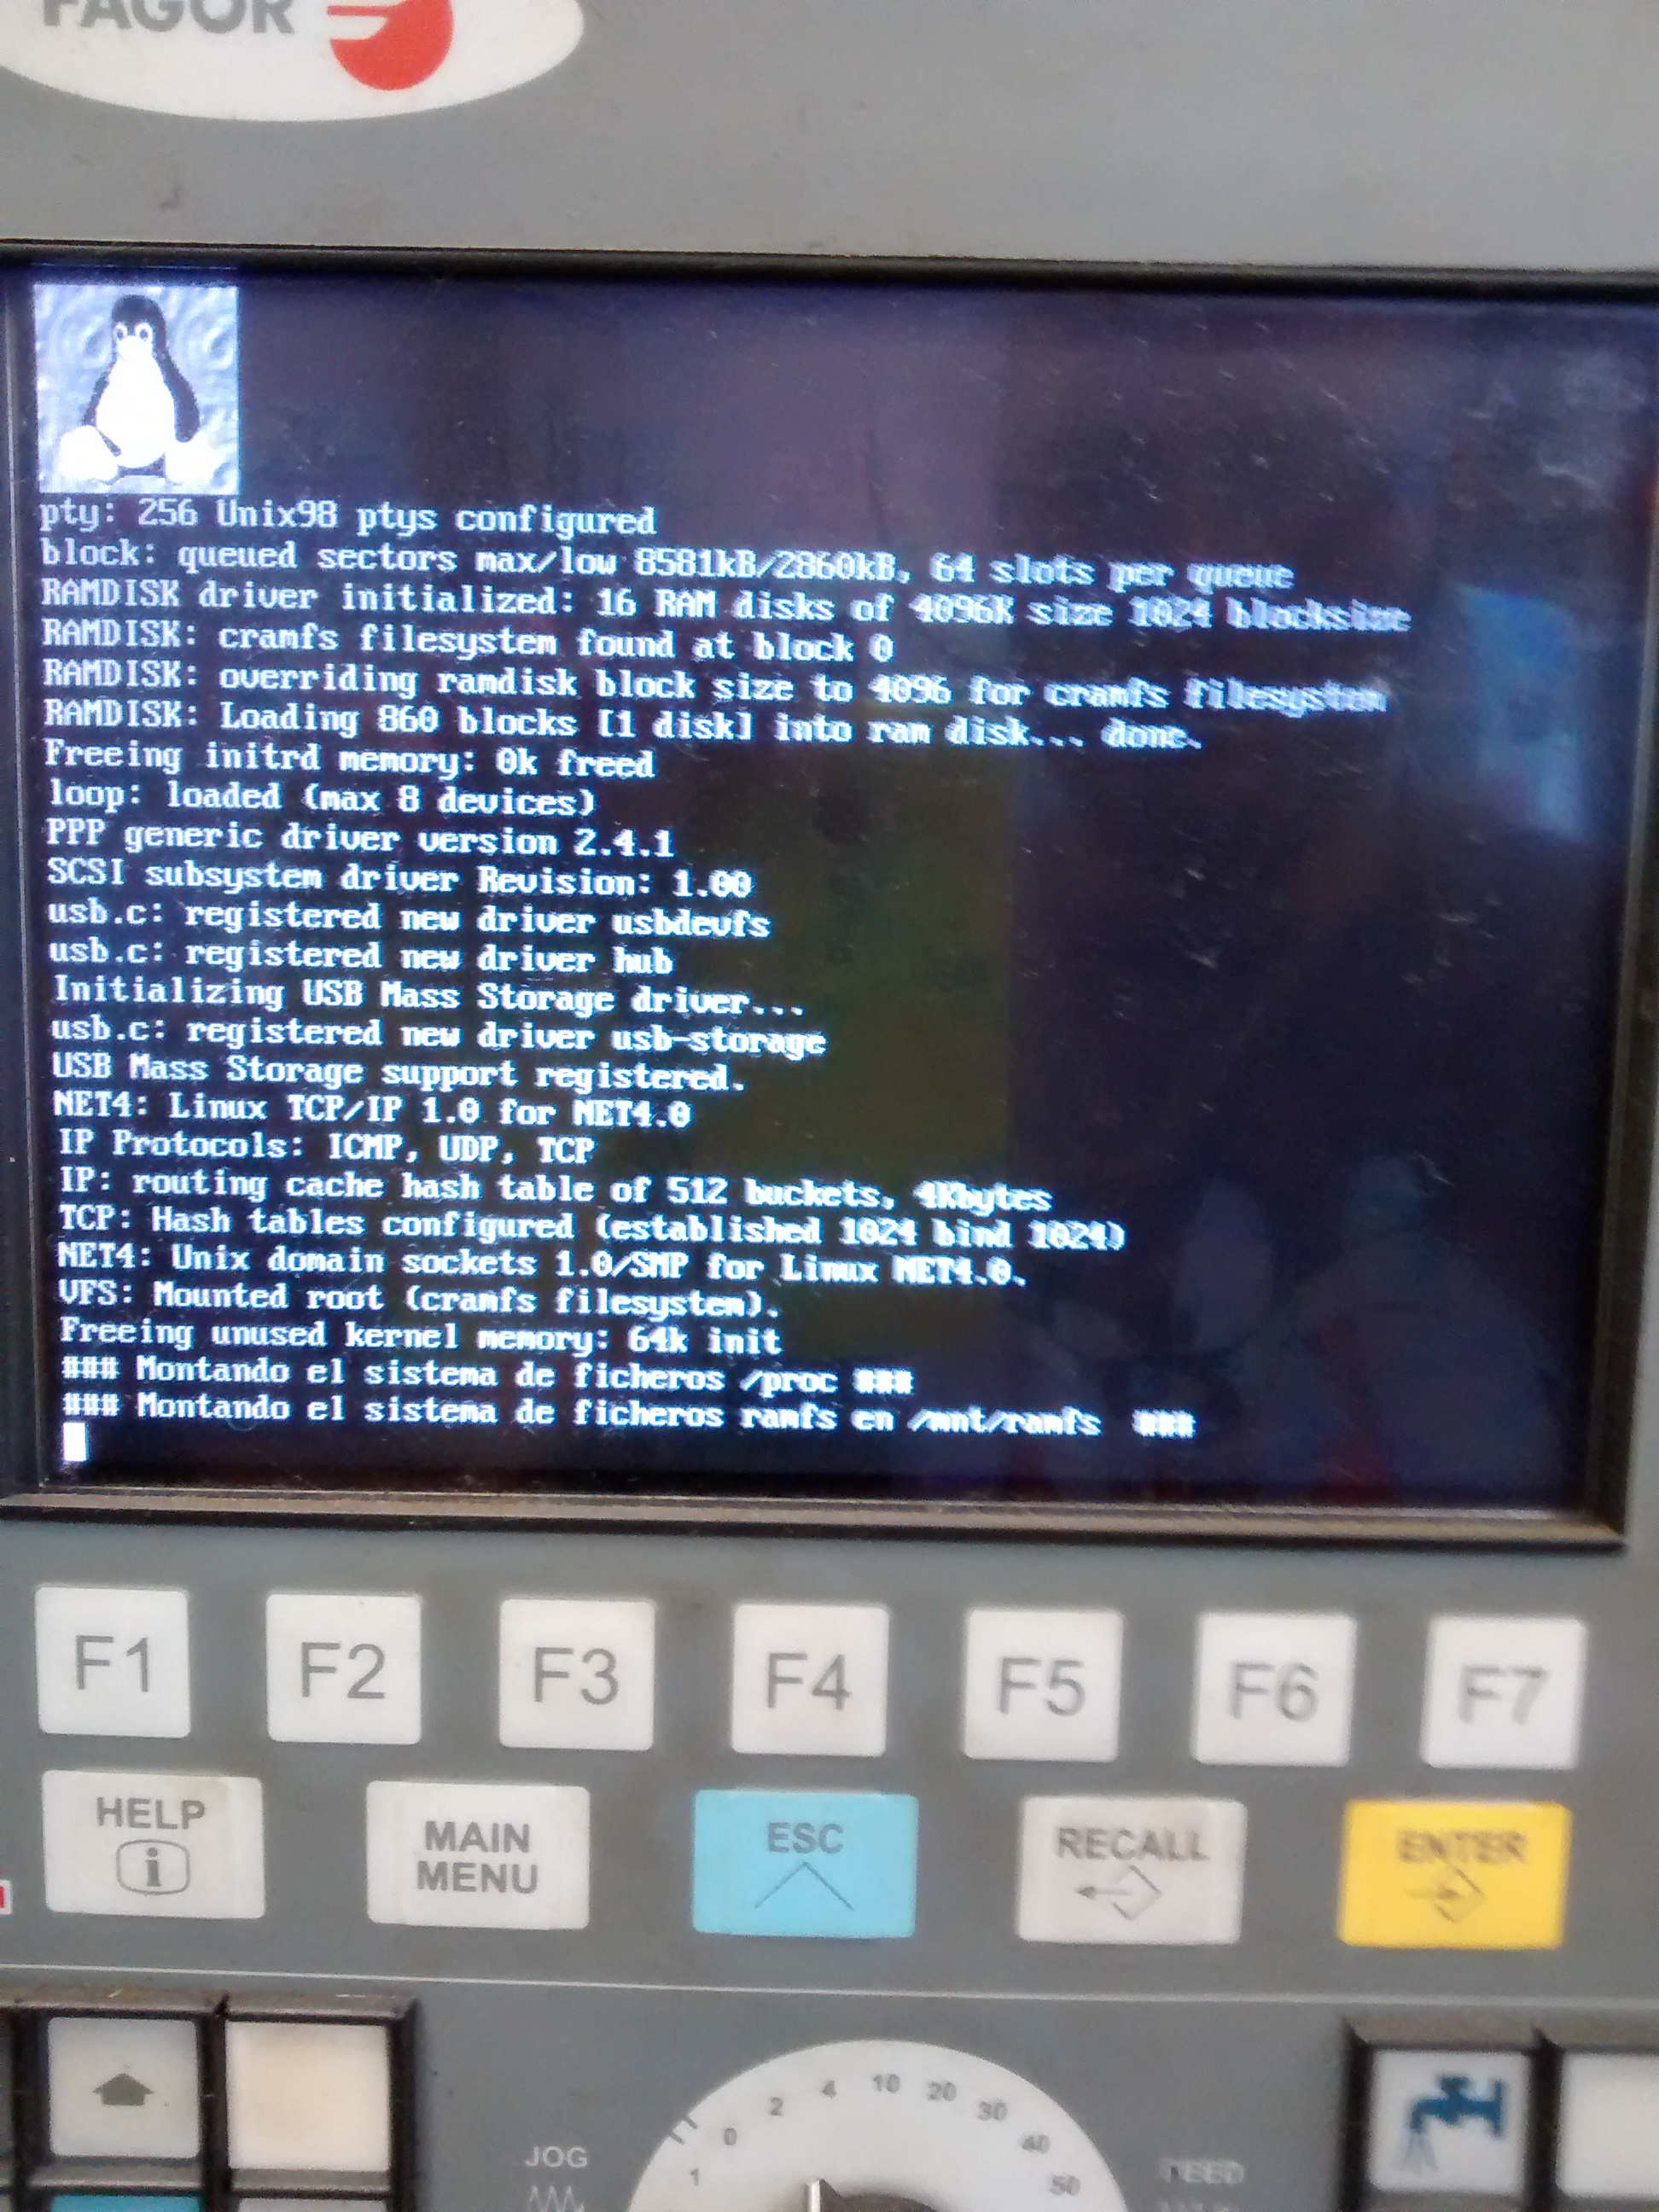 FAGOR
pty: 256 Unix98 ptys configured
block: queued sectors max/low 8581kB/2860kB, 64 slots per queue
RAMDISK driver initialized: 16 RAM disks of 4096K size 1024 blocksize
RAMDISK: cramfs filesystem found at block 0
RAMDISK: overriding ramdisk block size to 4096 for cramfs filesystem
RAMDISK: Loading 860 blocks [1 disk] into ram disk... done.
Freeing initrd memory: 0k freed
loop: loaded (max 8 devices)
PPP generic driver version 2.4.1
SCSI subsystem driver Revision: 1.00
usb.c: registered new driver usbdevfs
usb.c: registered new driver hub
Initializing USB Mass Storage driver...
usb.c: registered new driver usb-storage
USB Mass Storage support registered.
NET4: Linux TCP/IP 1.0 for NET4.0
IP Protocols: ICMP, UDP, TCP
IP: routing cache hash table of 512 buckets, 4Kbytes
TCP: Hash tables configured (established 1024 bind 1024)
NET4: Unix domain sockets 1.0/SMP for Linux NET4.0.
VFS: Mounted root (cramfs filesystem).
Freeing unused kernel memory: 64k init
### Montando el sistema de ficheros /proc ###
### Montando el sistema de ficheros ramfs en /mnt/ramfs ###
F1 F2 F3 F4 F5 F6 F7
HELP
i
MAIN
MENU
ESC
RECALL
ENTER
JOG
1 0 2 4 10 20 30 40 50
FEED